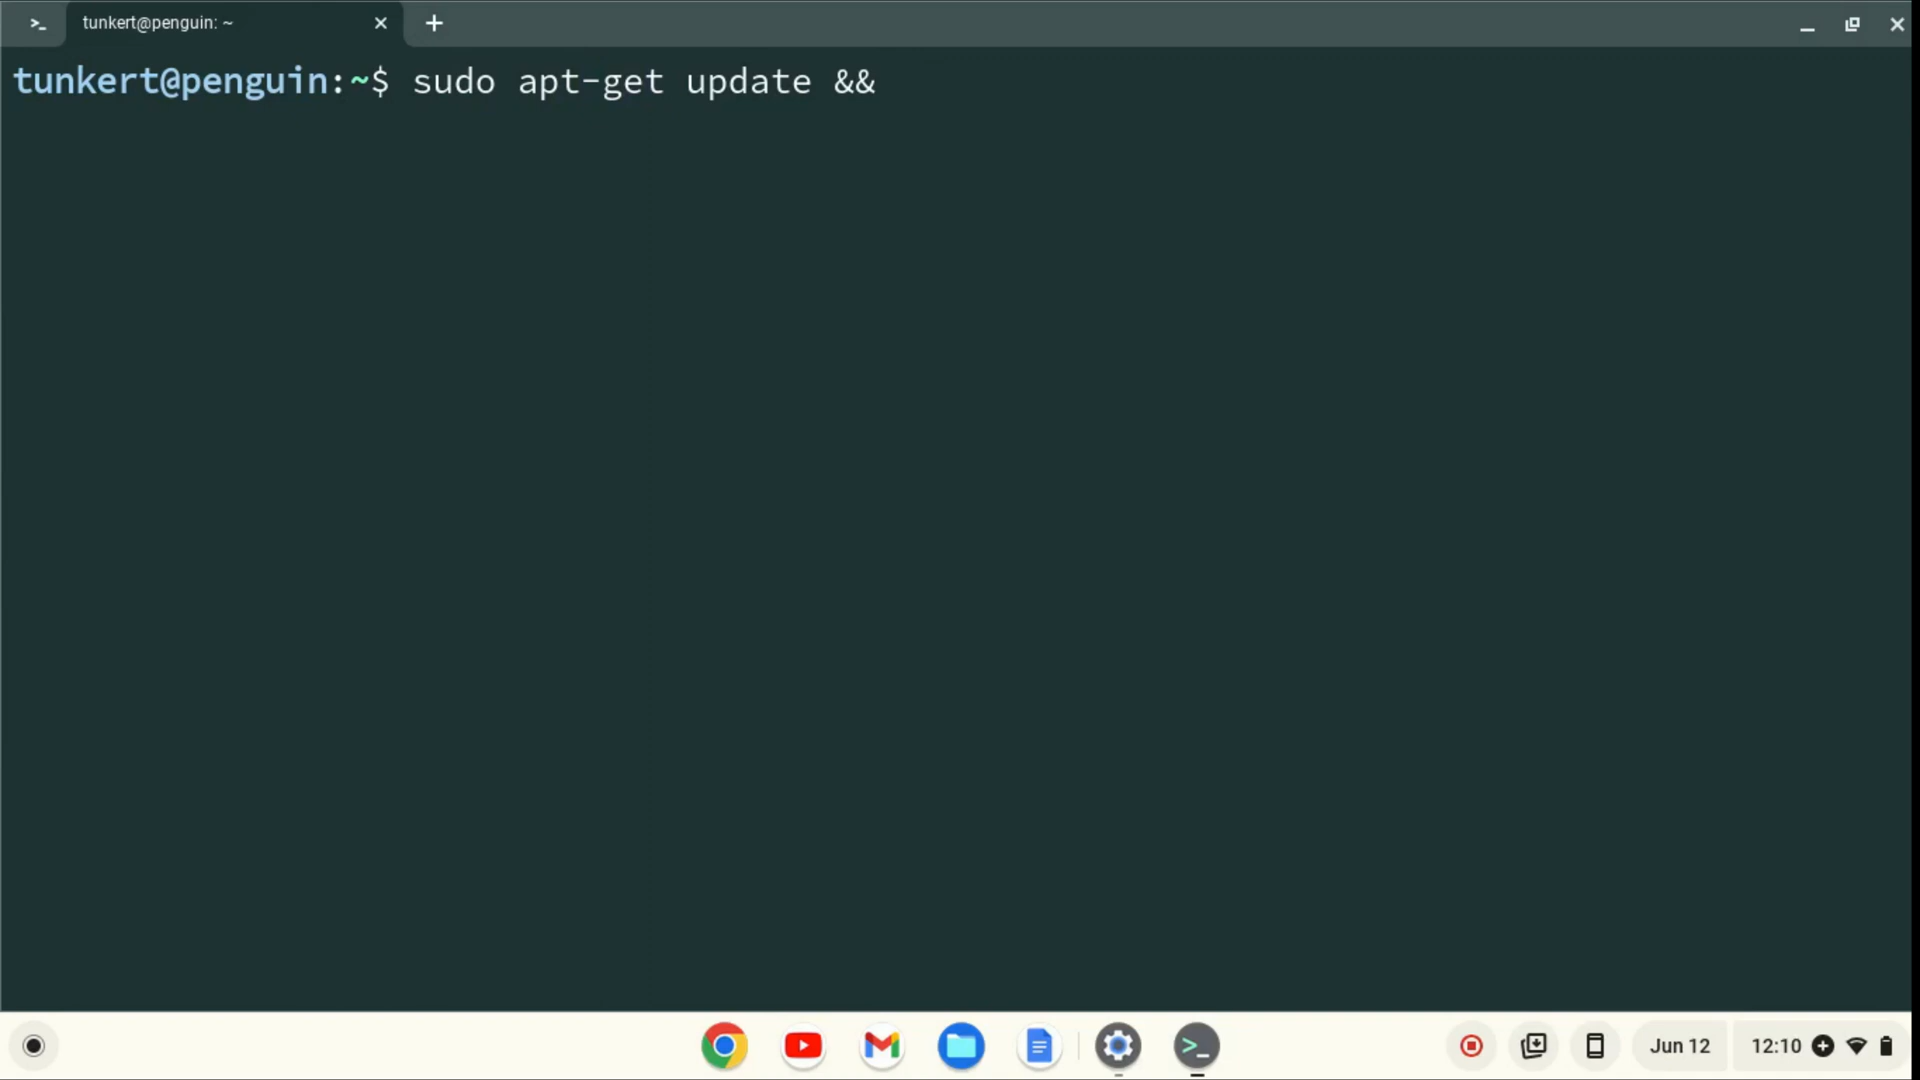 >_ tunkert@penguin: ~
tunkert@penguin:~$ sudo apt-get update &&
Jun 12 12:10